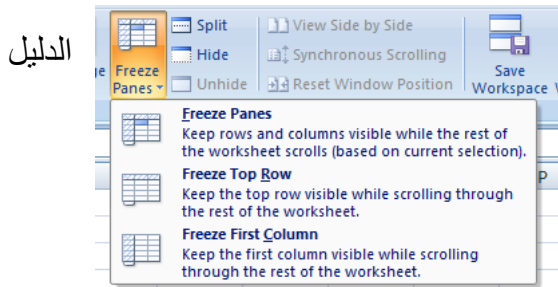 الدليل
Split
View Side by Side
Hide
Synchronous Scrolling
Freeze Panes
Unhide
Reset Window Position
Save Workspace
Freeze Panes
Keep rows and columns visible while the rest of
the worksheet scrolls (based on current selection).
Freeze Top Row
Keep the top row visible while scrolling through
the rest of the worksheet.
Freeze First Column
Keep the first column visible while scrolling
through the rest of the worksheet.
P